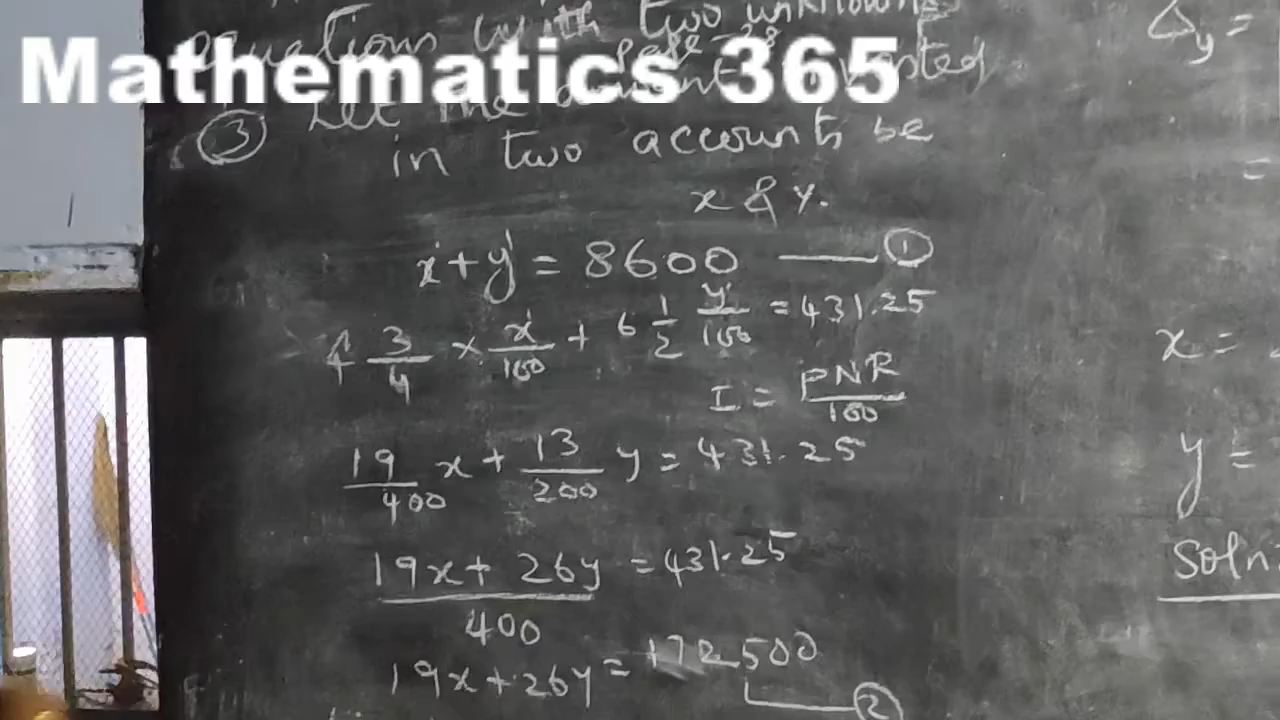 equations with two unknowns
Mathematics 365
③ Let the amount invested
in two accounts be
x & y.
x + y = 8600 —— ①
4 3/4 × x/100 + 6 1/2 y/100 = 431.25
I = PNR/100
19/400 x + 13/200 y = 431.25
19x + 26y / 400 = 431.25
19x + 26y = 172500 —— ②
Δy =
=
x =
y =
Soln: